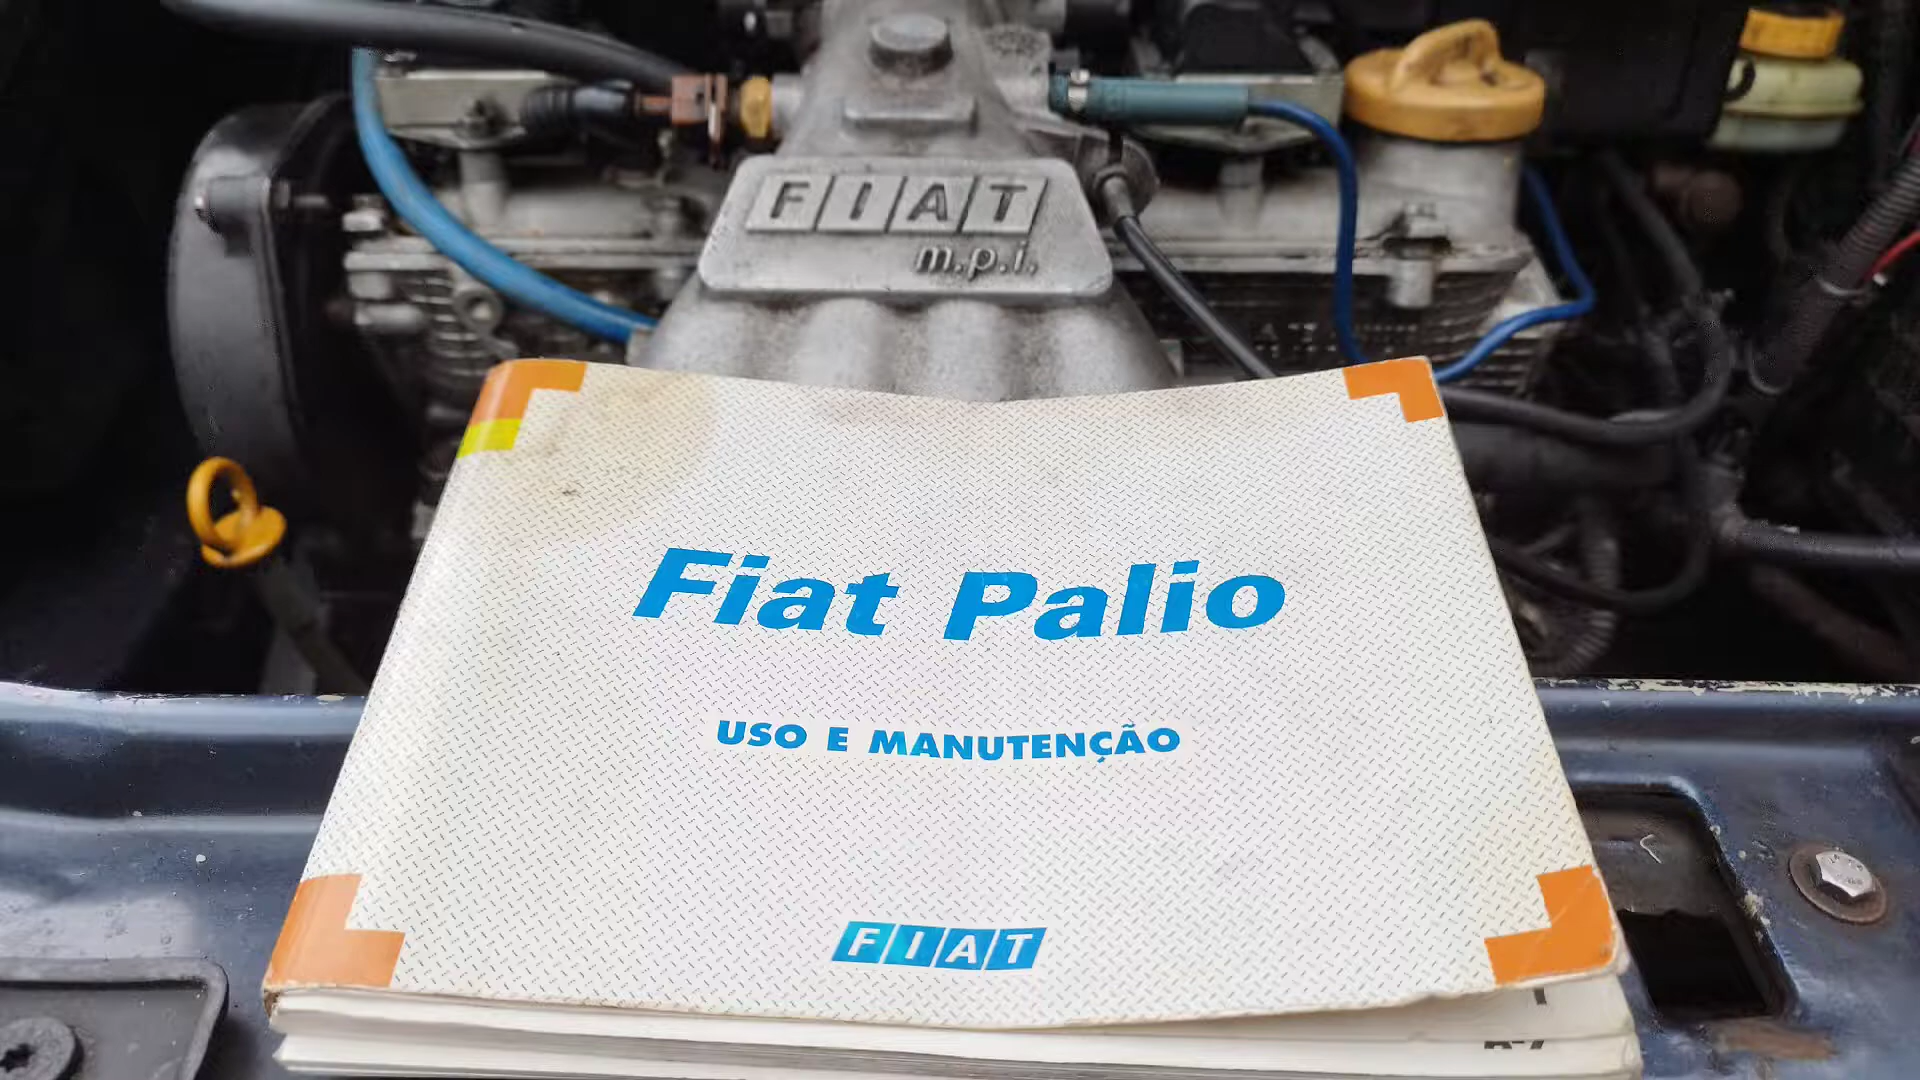 FIAT
m.p.i.
Fiat Palio
USO E MANUTENÇÃO
FIAT